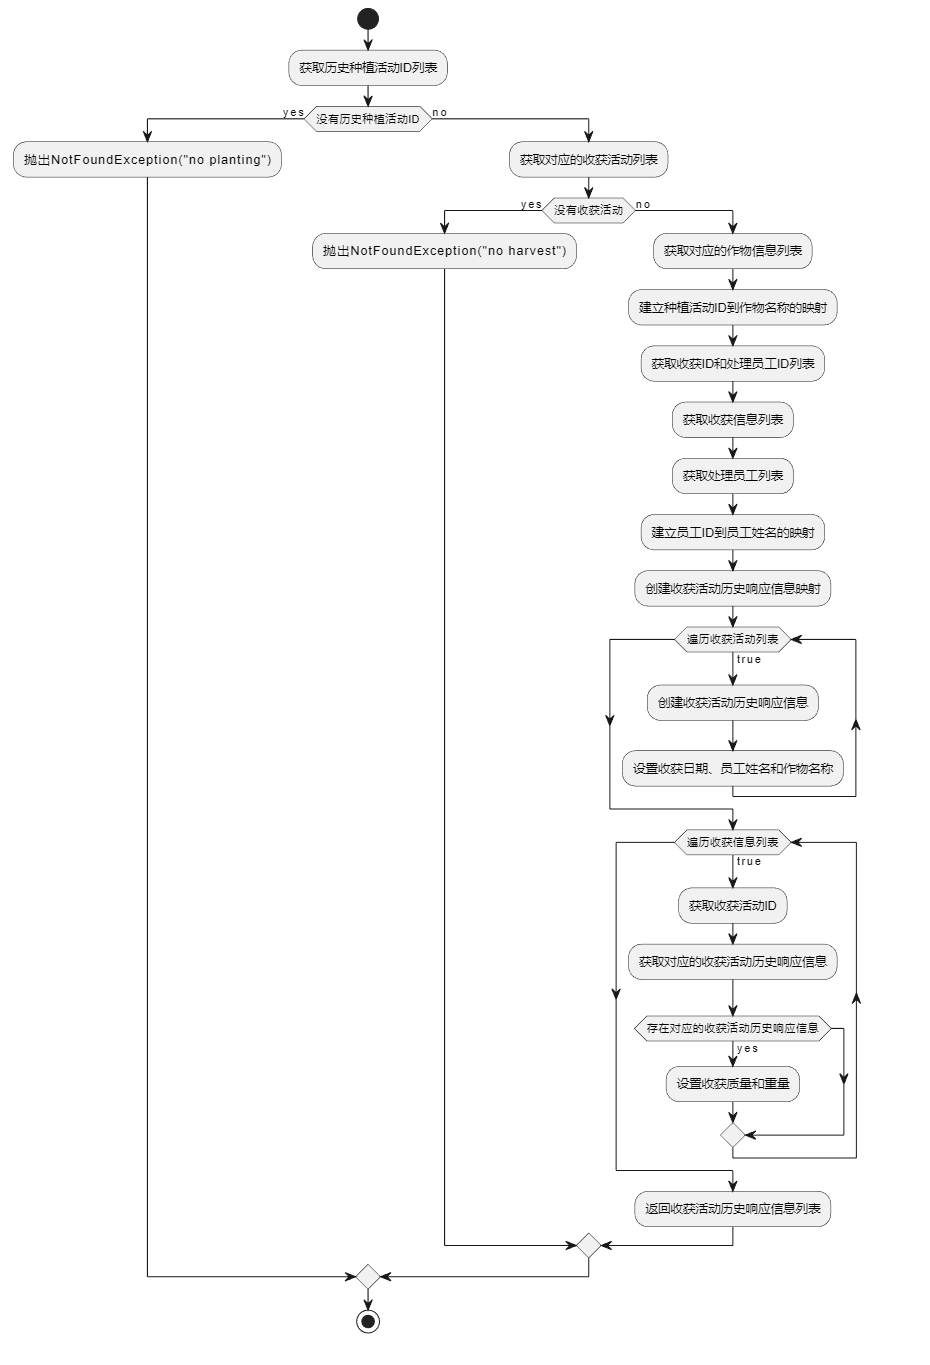 获取历史种植活动ID列表
yes
没有历史种植活动ID
no
抛出NotFoundException("no planting")
获取对应的收获活动列表
yes
没有收获活动
no
抛出NotFoundException("no harvest")
获取对应的作物信息列表
建立种植活动ID到作物名称的映射
获取收获ID和处理员工ID列表
获取收获信息列表
获取处理员工列表
建立员工ID到员工姓名的映射
创建收获活动历史响应信息映射
遍历收获活动列表
true
创建收获活动历史响应信息
设置收获日期、员工姓名和作物名称
遍历收获信息列表
true
获取收获活动ID
获取对应的收获活动历史响应信息
存在对应的收获活动历史响应信息
yes
设置收获质量和重量
返回收获活动历史响应信息列表